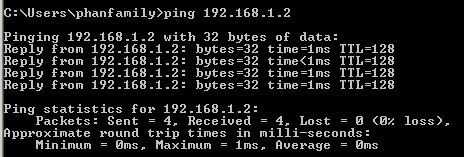 C:\Users\phanfamily>ping 192.168.1.2
Pinging 192.168.1.2 with 32 bytes of data:
Reply from 192.168.1.2: bytes=32 time=1ms TTL=128
Reply from 192.168.1.2: bytes=32 time<1ms TTL=128
Reply from 192.168.1.2: bytes=32 time=1ms TTL=128
Reply from 192.168.1.2: bytes=32 time=1ms TTL=128
Ping statistics for 192.168.1.2:
Packets: Sent = 4, Received = 4, Lost = 0 (0% loss),
Approximate round trip times in milli-seconds:
Minimum = 0ms, Maximum = 1ms, Average = 0ms